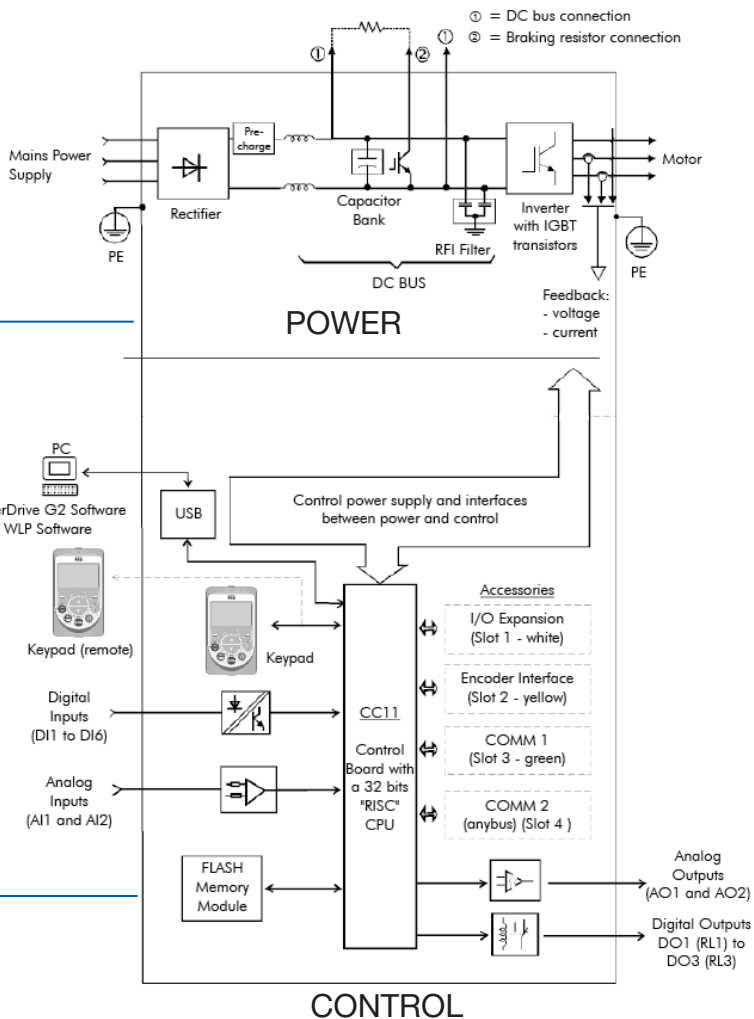 ① = DC bus connection
② = Braking resistor connection
①
②
①
Mains Power
Supply
Pre-
charge
Motor
Rectifier
Capacitor
Bank
Inverter
with IGBT
transistors
RFI Filter
PE
PE
DC BUS
Feedback:
- voltage
- current
POWER
PC
erDrive G2 Software
WLP Software
USB
Control power supply and interfaces
between power and control
Keypad (remote)
Keypad
Accessories
I/O Expansion
(Slot 1 - white)
Encoder Interface
(Slot 2 - yellow)
COMM 1
(Slot 3 - green)
COMM 2
(anybus) (Slot 4 )
Digital
Inputs
(DI1 to DI6)
CC11
Control
Board with
a 32 bits
"RISC"
CPU
Analog
Inputs
(AI1 and AI2)
FLASH
Memory
Module
Analog
Outputs
(AO1 and AO2)
Digital Outputs
DO1 (RL1) to
DO3 (RL3)
CONTROL